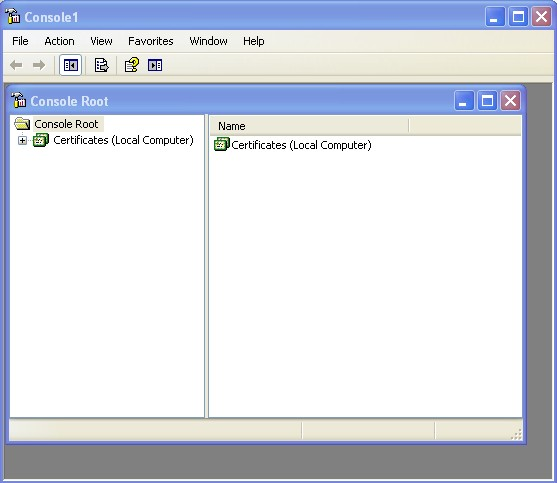 Console1
File Action View Favorites Window Help
Console Root
Console Root
Certificates (Local Computer)
Name
Certificates (Local Computer)